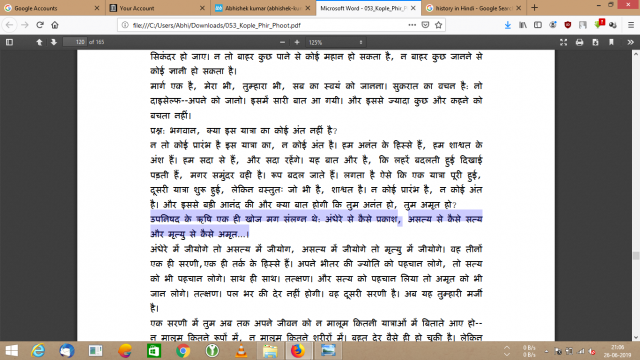 Google Accounts
Your Account
Abhishek kumar (abhishek-k
Microsoft Word - 053_Kople_Phir_P
history in Hindi - Google Sear
file:///C:/Users/Abhi/Downloads/053_Kople_Phir_Phoot.pdf
Search
120 of 165
125%
सिकंदर हो जाए। न तो बाहर कुछ पाने से कोई महान हो सकता है, न बाहर कुछ जानने से
कोई ज्ञानी हो सकता है।
मार्ग एक है, मेरा भी, तुम्हारा भी, सब का स्वयं को जानना। सुकरात का वचन है: नो
दाइसेल्फ--अपने को जानो। इसमें सारी बात आ गयी। और इससे ज्यादा कुछ और कहने को
बचता नहीं।
प्रश्न: भगवान, क्या इस यात्रा का कोई अंत नहीं है?
न तो कोई प्रारंभ है इस यात्रा का, न कोई अंत है। हम अनंत के हिस्से हैं, हम शाश्वत के
अंश हैं। हम सदा से हैं, और सदा रहेंगे। यह बात और है, कि लहरें बदलती हुई दिखाई
पड़ती हैं, मगर समुंदर वही है। रूप बदल जाते हैं। लगता है ऐसे कि एक यात्रा पूरी हुई,
दूसरी यात्रा शुरू हुई, लेकिन वस्तुतः जो भी है, शाश्वत है। न कोई प्रारंभ है, न कोई अंत
है। और इससे बड़ी आनंद की और क्या बात होगी कि तुम अनंत हो, तुम अमृत हो?
उपनिषद के ऋषि एक ही खोज मग संलग्न थे: अंधेरे से कैसे प्रकाश, असत्य से कैसे सत्य
और मृत्यु से कैसे अमृत...।
अंधेरे में जीयोगे तो असत्य में जीयोग, असत्य में जीयोगे तो मृत्यु में जीयोगे। वह तीनों
एक ही सरणी,एक ही तर्क के हिस्से हैं। अपने भीतर की ज्योति को पहचान लोगे, तो सत्य
को भी पहचान लोगे। साथ ही साथ। तत्क्षण। और सत्य को पहचान लिया तो अमृत को भी
जान लोगे। तत्क्षण। पल भर की देर नहीं होगी। वह दूसरी सरणी है। अब यह तुम्हारी मर्जी
है।
एक सरणी में तुम अब तक अपने जीवन को न मालूम कितनी यात्राओं में बिताते आए हो--
न मालूम कितने रूपों में, न मालूम कितने शरीरों में। बहुत देर वैसे ही हो चुकी है। लेकिन
0 B/s
0 B/s
21:06
26-08-2019